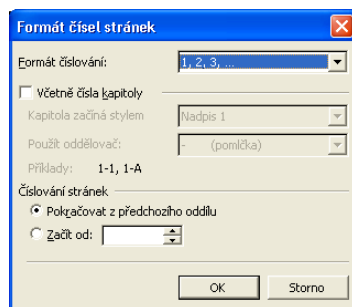 Formát čísel stránek
Formát číslování: 1, 2, 3, ...
Včetně čísla kapitoly
Kapitola začíná stylem Nadpis 1
Použít oddělovač: - (pomlčka)
Příklady: 1-1, 1-A
Číslování stránek
Pokračovat z předchozího oddílu
Začít od:
OK Storno